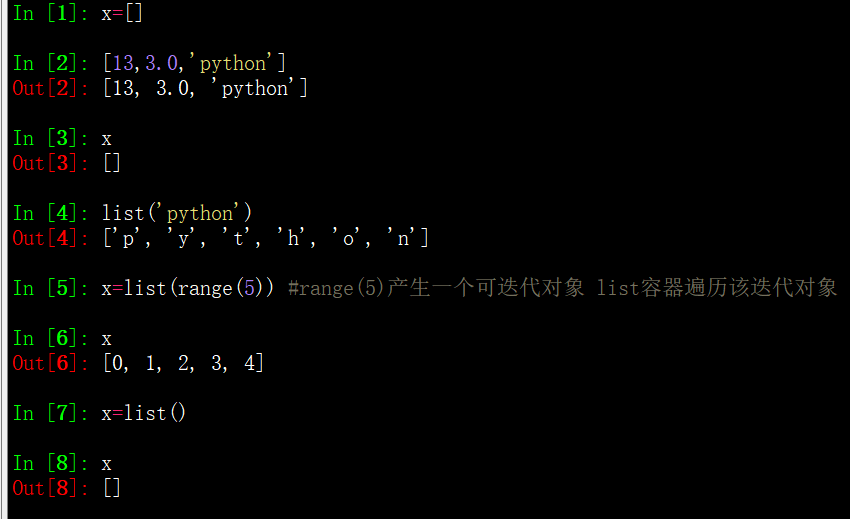 In [1]: x=[]
In [2]: [13,3.0,'python']
Out[2]: [13, 3.0, 'python']
In [3]: x
Out[3]: []
In [4]: list('python')
Out[4]: ['p', 'y', 't', 'h', 'o', 'n']
In [5]: x=list(range(5)) #range(5)产生一个可迭代对象 list容器遍历该迭代对象
In [6]: x
Out[6]: [0, 1, 2, 3, 4]
In [7]: x=list()
In [8]: x
Out[8]: []